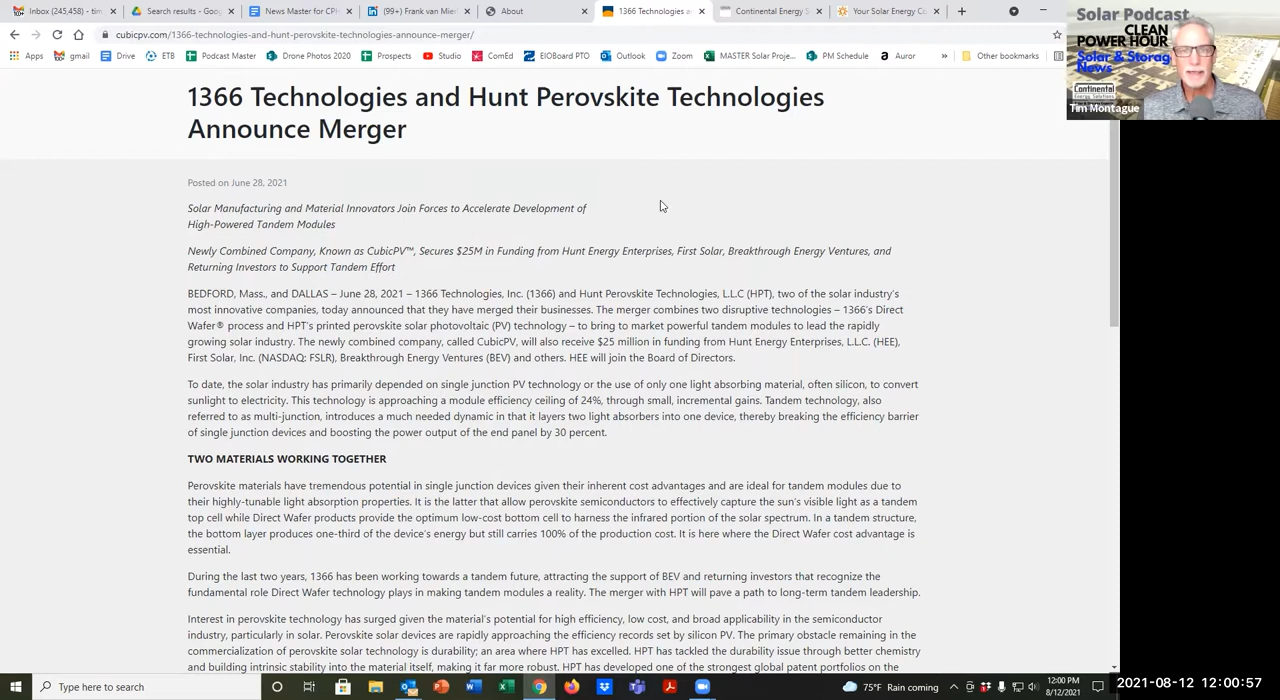 Inbox (245,458) - tim
Search results - Goog
News Master for CPH
(99+) Frank van Mier
About
1366 Technologies a
Continental Energy S
Your Solar Energy Co
cubicpv.com/1366-technologies-and-hunt-perovskite-technologies-announce-merger/
Apps gmail Drive ETB Podcast Master Drone Photos 2020 Prospects Studio ComEd EIOBoard PTO Outlook Zoom MASTER Solar Proje... PM Schedule Auror » Other bookmarks
Solar Podcast
CLEAN
POWER HOUR
Solar & Storag
News
Continental
Tim Montague
1366 Technologies and Hunt Perovskite Technologies
Announce Merger
Posted on June 28, 2021
Solar Manufacturing and Material Innovators Join Forces to Accelerate Development of
High-Powered Tandem Modules
Newly Combined Company, Known as CubicPV™, Secures $25M in Funding from Hunt Energy Enterprises, First Solar, Breakthrough Energy Ventures, and
Returning Investors to Support Tandem Effort
BEDFORD, Mass., and DALLAS – June 28, 2021 – 1366 Technologies, Inc. (1366) and Hunt Perovskite Technologies, L.L.C (HPT), two of the solar industry's
most innovative companies, today announced that they have merged their businesses. The merger combines two disruptive technologies – 1366's Direct
Wafer® process and HPT's printed perovskite solar photovoltaic (PV) technology – to bring to market powerful tandem modules to lead the rapidly
growing solar industry. The newly combined company, called CubicPV, will also receive $25 million in funding from Hunt Energy Enterprises, L.L.C. (HEE),
First Solar, Inc. (NASDAQ: FSLR), Breakthrough Energy Ventures (BEV) and others. HEE will join the Board of Directors.
To date, the solar industry has primarily depended on single junction PV technology or the use of only one light absorbing material, often silicon, to convert
sunlight to electricity. This technology is approaching a module efficiency ceiling of 24%, through small, incremental gains. Tandem technology, also
referred to as multi-junction, introduces a much needed dynamic in that it layers two light absorbers into one device, thereby breaking the efficiency barrier
of single junction devices and boosting the power output of the end panel by 30 percent.
TWO MATERIALS WORKING TOGETHER
Perovskite materials have tremendous potential in single junction devices given their inherent cost advantages and are ideal for tandem modules due to
their highly-tunable light absorption properties. It is the latter that allow perovskite semiconductors to effectively capture the sun's visible light as a tandem
top cell while Direct Wafer products provide the optimum low-cost bottom cell to harness the infrared portion of the solar spectrum. In a tandem structure,
the bottom layer produces one-third of the device's energy but still carries 100% of the production cost. It is here where the Direct Wafer cost advantage is
essential.
During the last two years, 1366 has been working towards a tandem future, attracting the support of BEV and returning investors that recognize the
fundamental role Direct Wafer technology plays in making tandem modules a reality. The merger with HPT will pave a path to long-term tandem leadership.
Interest in perovskite technology has surged given the material's potential for high efficiency, low cost, and broad applicability in the semiconductor
industry, particularly in solar. Perovskite solar devices are rapidly approaching the efficiency records set by silicon PV. The primary obstacle remaining in the
commercialization of perovskite solar technology is durability; an area where HPT has excelled. HPT has tackled the durability issue through better chemistry
and building intrinsic stability into the material itself, making it far more robust. HPT has developed one of the strongest global patent portfolios on the
Type here to search
75°F Rain coming
12:00 PM
8/12/2021
2021-08-12 12:00:57